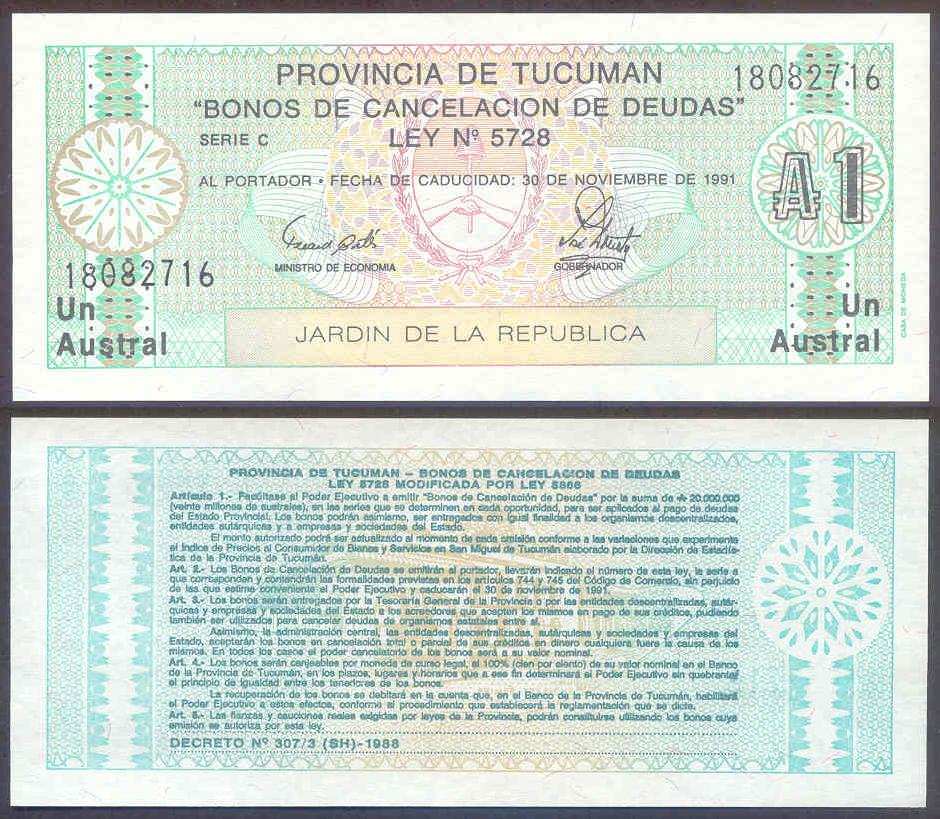 PROVINCIA DE TUCUMAN
18082716
"BONOS DE CANCELACION DE DEUDAS"
SERIE C
LEY Nº 5728
AL PORTADOR • FECHA DE CADUCIDAD: 30 DE NOVIEMBRE DE 1991
₳ 1
MINISTRO DE ECONOMIA
GOBERNADOR
18082716
Un
Austral
Un
Austral
JARDIN DE LA REPUBLICA
CASA DE MONEDA
PROVINCIA DE TUCUMAN – BONOS DE CANCELACION DE DEUDAS
LEY 5728 MODIFICADA POR LEY
Artículo 1.- Facúltase al Poder Ejecutivo a emitir "Bonos de Cancelación de Deudas" por la suma de ₳ 20.000.000
(veinte millones de australes), en las series que se determinen en cada oportunidad, para ser aplicados al pago de deudas
del Estado Provincial. Los bonos podrán asimismo, ser entregados con igual finalidad a los organismos descentralizados,
entidades autárquicas y a empresas y sociedades del Estado.
El monto autorizado podrá ser actualizado al momento de cada emisión conforme a las variaciones que experimente
el Indice de Precios al Consumidor de Bienes y Servicios en San Miguel de Tucumán elaborado por la Dirección de Estadís-
tica de la Provincia de Tucumán.
Art. 2.- Los Bonos de Cancelación de Deudas se emitirán al portador, llevarán indicado el número de esta ley, la serie a
que correspondan y contendrán las formalidades previstas en los artículos 744 y 745 del Código de Comercio, sin perjuicio
de las que estime conveniente el Poder Ejecutivo y caducarán el 30 de noviembre de 1991.
Art. 3.- Los bonos serán entregados por la Tesorería General de la Provincia o por las entidades descentralizadas, autár-
quicas y empresas y sociedades del Estado a los acreedores que acepten los mismos en pago de sus créditos, pudiendo
también ser utilizados para cancelar deudas de organismos estatales entre sí.
Asimismo, la administración central, las entidades descentralizadas, autárquicas y sociedades y empresas del
Estado, aceptarán los bonos en cancelación total o parcial de sus créditos en dinero cualquiera fuere la causa de los
mismos. En todos los casos el poder cancelatorio de los bonos será a su valor nominal.
Art. 4.- Los bonos serán canjeables por moneda de curso legal, al 100% (cien por ciento) de su valor nominal en el Banco
de la Provincia de Tucumán, en los plazos, lugares y horarios que a ese fin determinará el Poder Ejecutivo sin quebrantar
el principio de igualdad entre los tenedores de los bonos.
La recuperación de los bonos se debitará en la cuenta que, en el Banco de la Provincia de Tucumán, habilitará
el Poder Ejecutivo a estos efectos, conforme al procedimiento que establecerá la reglamentación que se dicte.
Art. 5.- Las fianzas y cauciones reales exigidas por leyes de la Provincia, podrán constituirse utilizando los bonos cuya
emisión se autoriza por esta ley.
DECRETO Nº 307/3 (SH)-1988